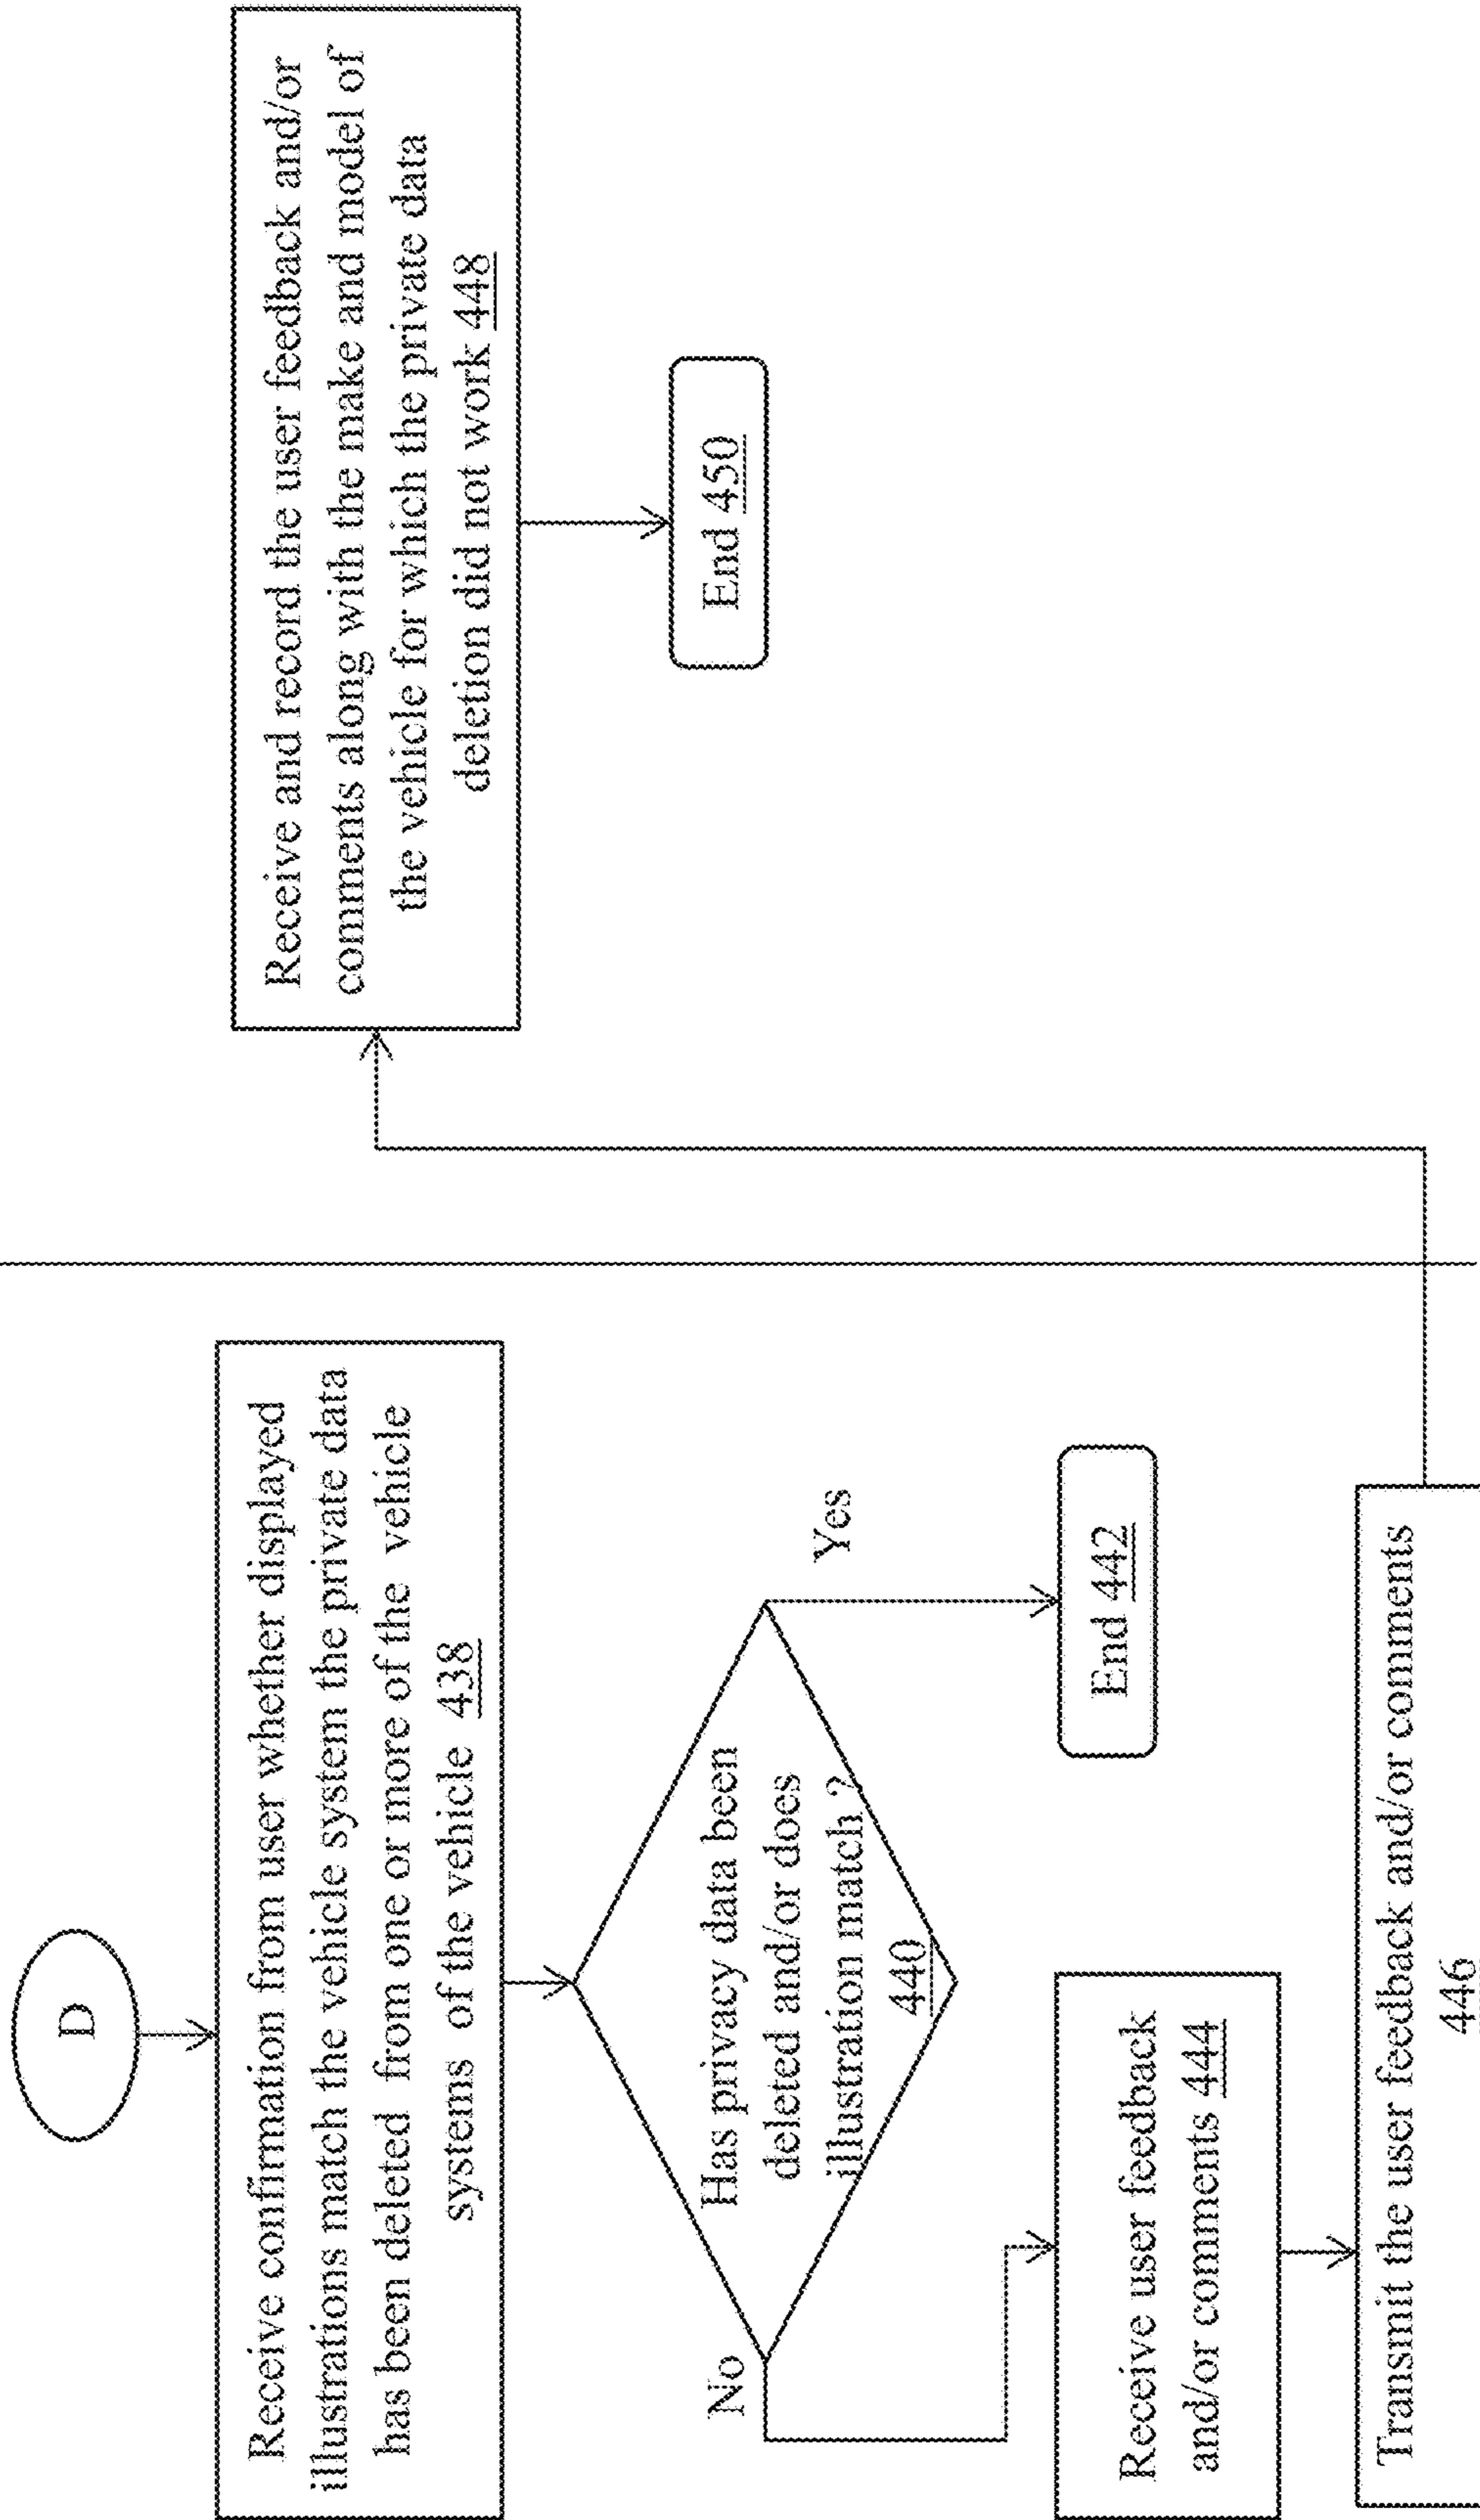 D
Receive confirmation from user whether displayed
illustrations match the vehicle system the private data
has been deleted from one or more of the vehicle
systems of the vehicle 438
Has privacy data been
deleted and/or does
illustration match ?
440
Yes
No
End 442
Receive user feedback
and/or comments 444
Transmit the user feedback and/or comments
446
Receive and record the user feedback and/or
comments along with the make and model of
the vehicle for which the private data
deletion did not work 448
End 450